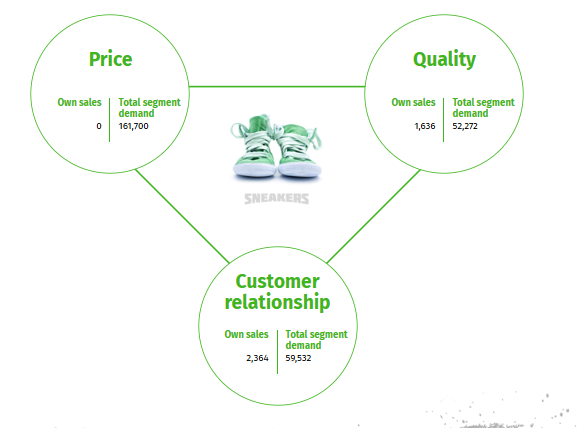 Price
Own sales
Total segment
demand
0
161,700
Quality
Own sales
Total segment
demand
1,636
52,272
SNEAKERS
Customer
relationship
Own sales
Total segment
demand
2,364
59,532